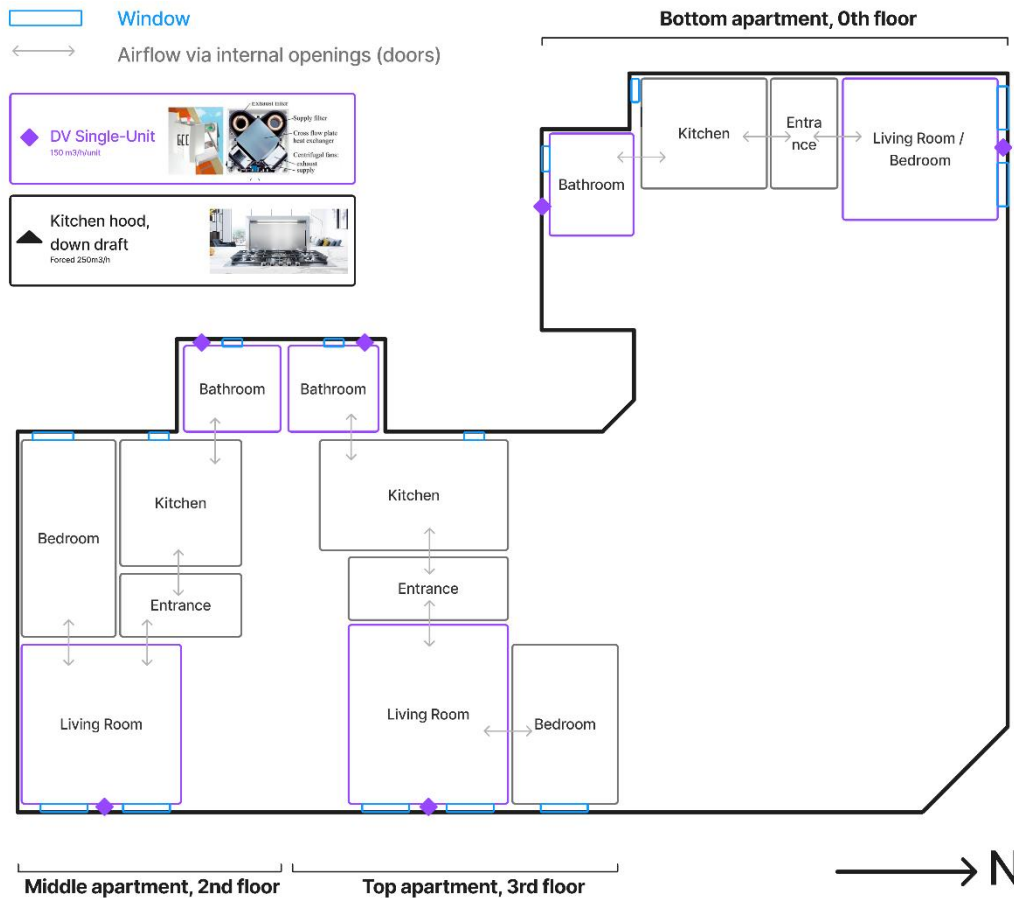 Window
Airflow via internal openings (doors)
DV Single-Unit
150 m3/h/unit
Exhaust filter
Supply filter
Cross flow plate
heat exchanger
Centrifugal fans:
exhaust
supply
Kitchen hood,
down draft
Forced 250m3/h
Bottom apartment, 0th floor
Kitchen
Entra
nce
Living Room /
Bedroom
Bathroom
Bathroom
Bathroom
Bedroom
Kitchen
Entrance
Living Room
Kitchen
Entrance
Living Room
Bedroom
N
Middle apartment, 2nd floor
Top apartment, 3rd floor